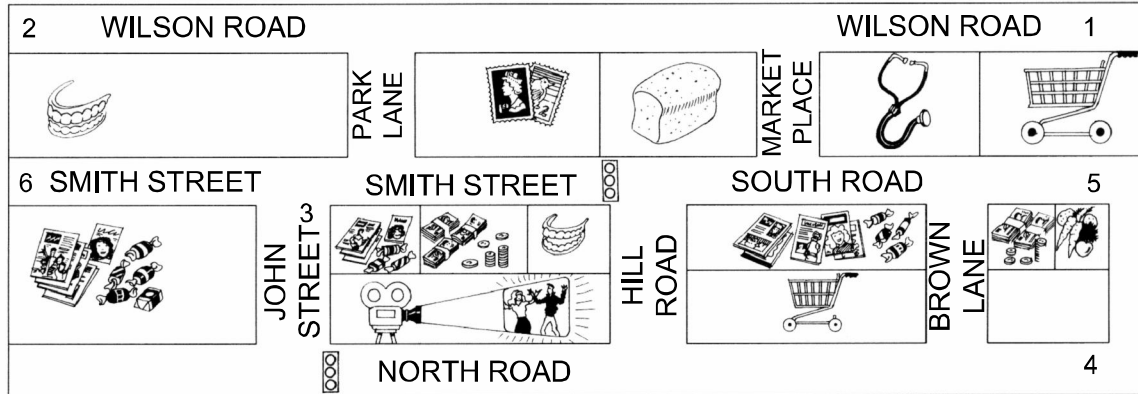 2 WILSON ROAD WILSON ROAD 1
PARK
LANE
MARKET
PLACE
6 SMITH STREET SMITH STREET SOUTH ROAD 5
3
JOHN
STREET
HILL
ROAD
BROWN
LANE
NORTH ROAD 4